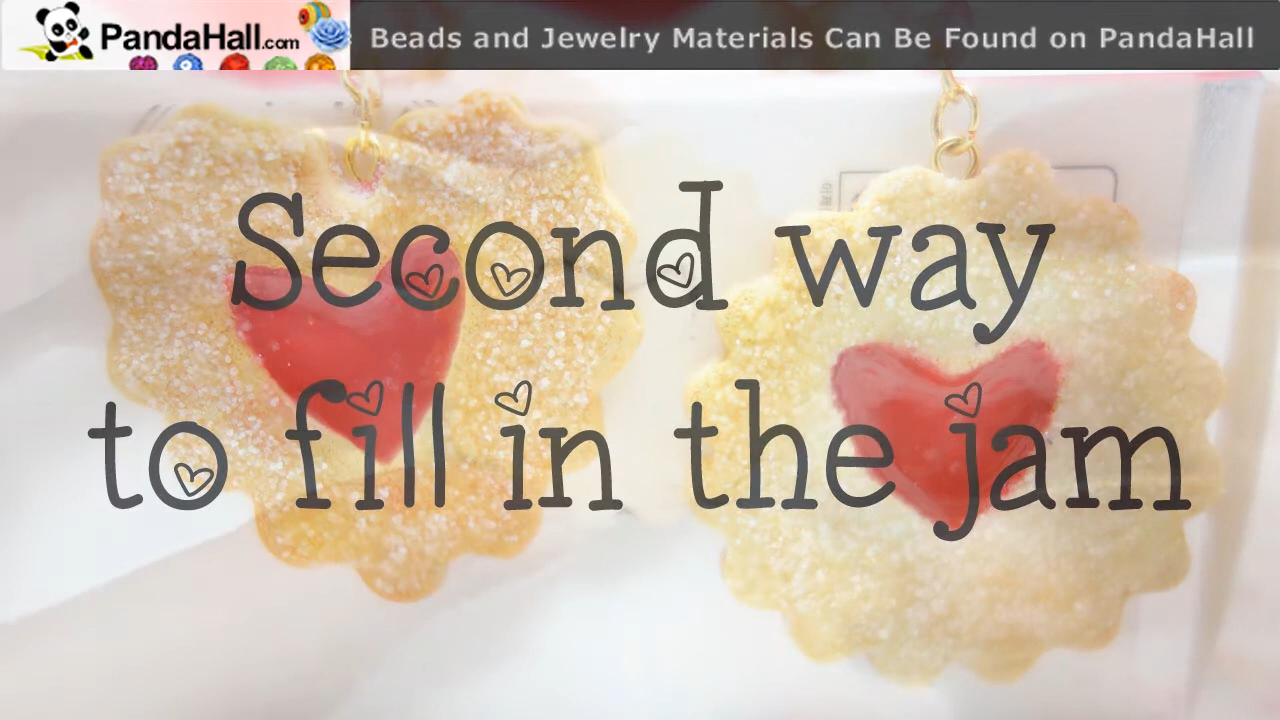 PandaHall.com
Beads and Jewelry Materials Can Be Found on PandaHall
Second way
to fill in the jam